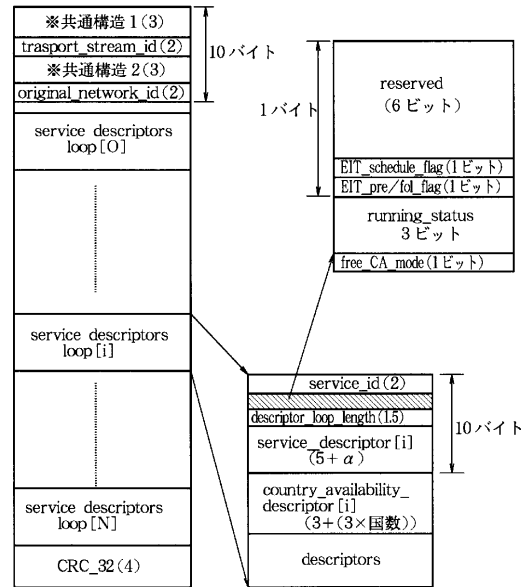 ※共通構造1(3)
trasport_stream_id(2)
※共通構造2(3)
original_network_id(2)
10バイト
service descriptors
loop[O]
service descriptors
loop[i]
service descriptors
loop[N]
CRC_32(4)
1バイト
reserved
(6ビット)
EIT_schedule_flag(1ビット)
EIT_pre/fol_flag(1ビット)
running_status
3ビット
free_CA_mode(1ビット)
service_id(2)
descriptor_loop_length(1.5)
service_descriptor[i]
(5+α)
10バイト
country_availability_
descriptor[i]
(3+(3×国数))
descriptors